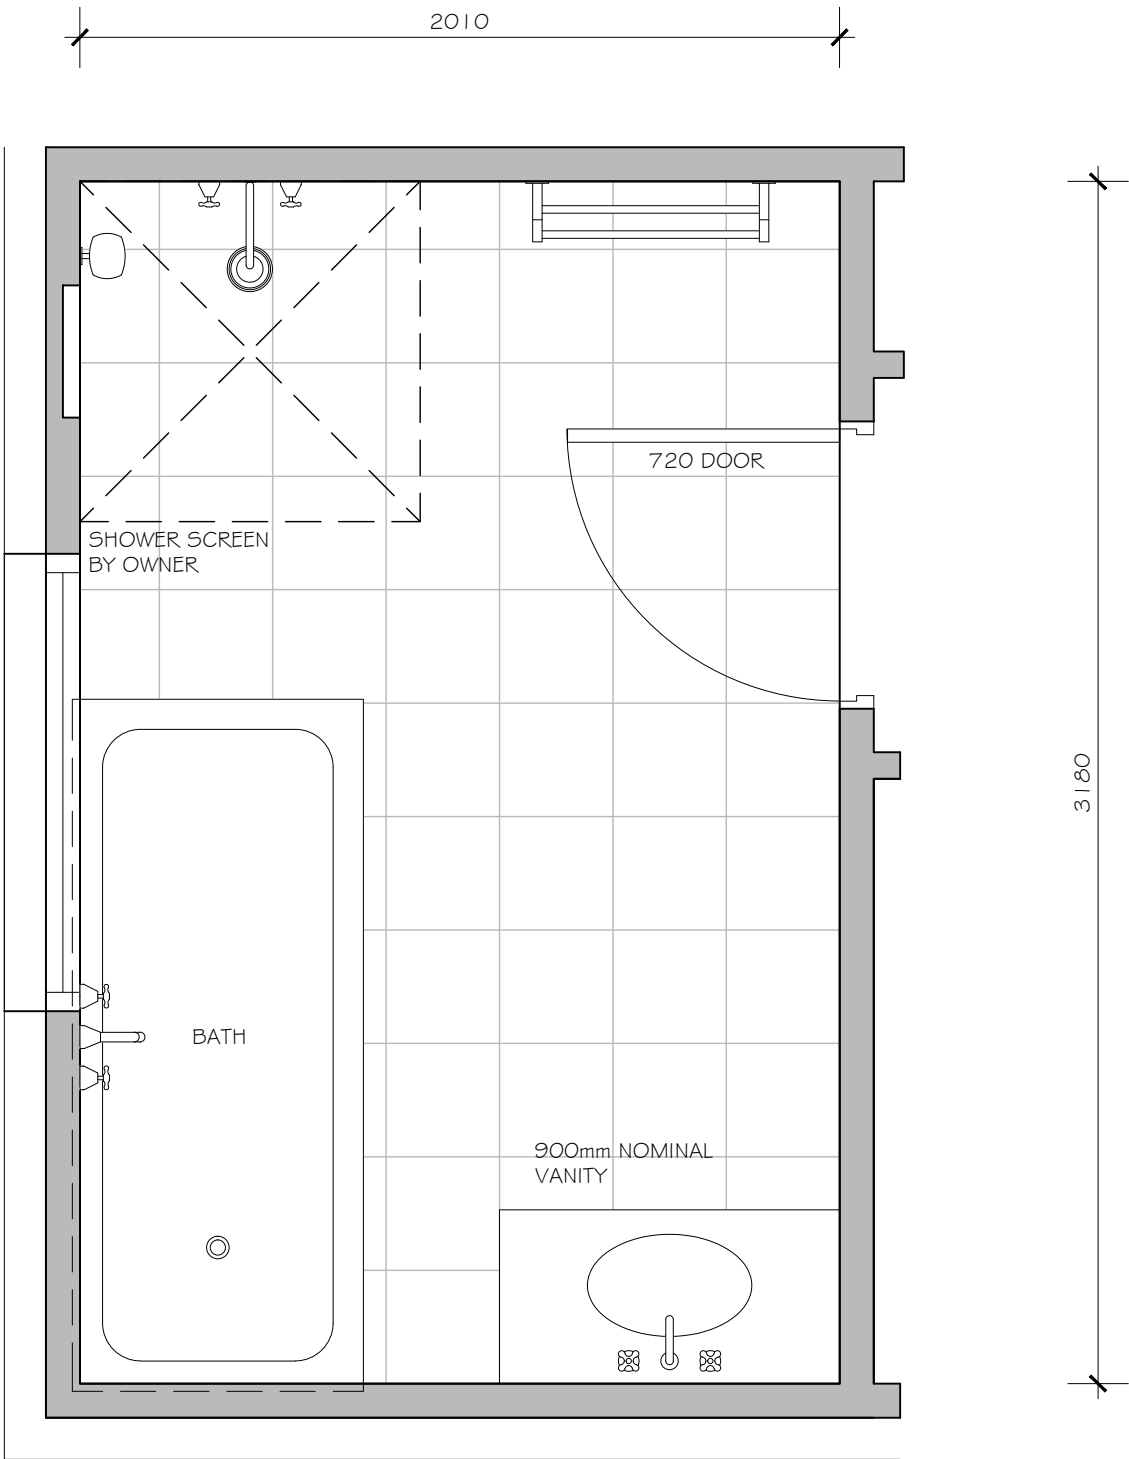 2010
720 DOOR
SHOWER SCREEN
BY OWNER
3180
BATH
900mm NOMINAL
VANITY